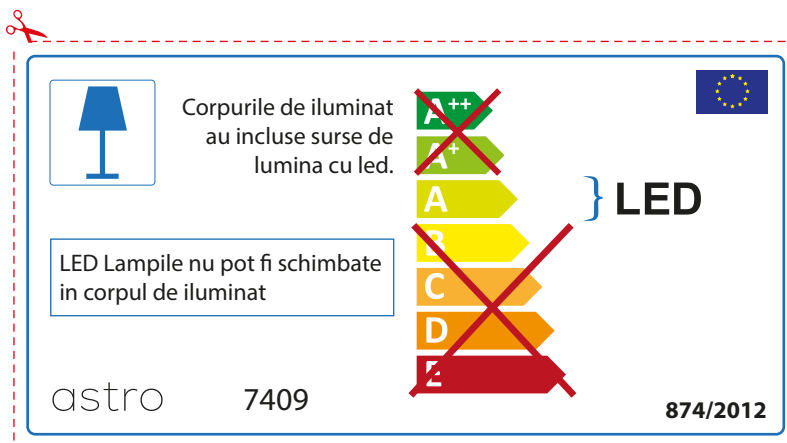 Corpurile de iluminat
au incluse surse de
lumina cu led.
A++
A+
A
B
C
D
E
LED
LED Lampile nu pot fi schimbate
in corpul de iluminat
astro
7409
874/2012